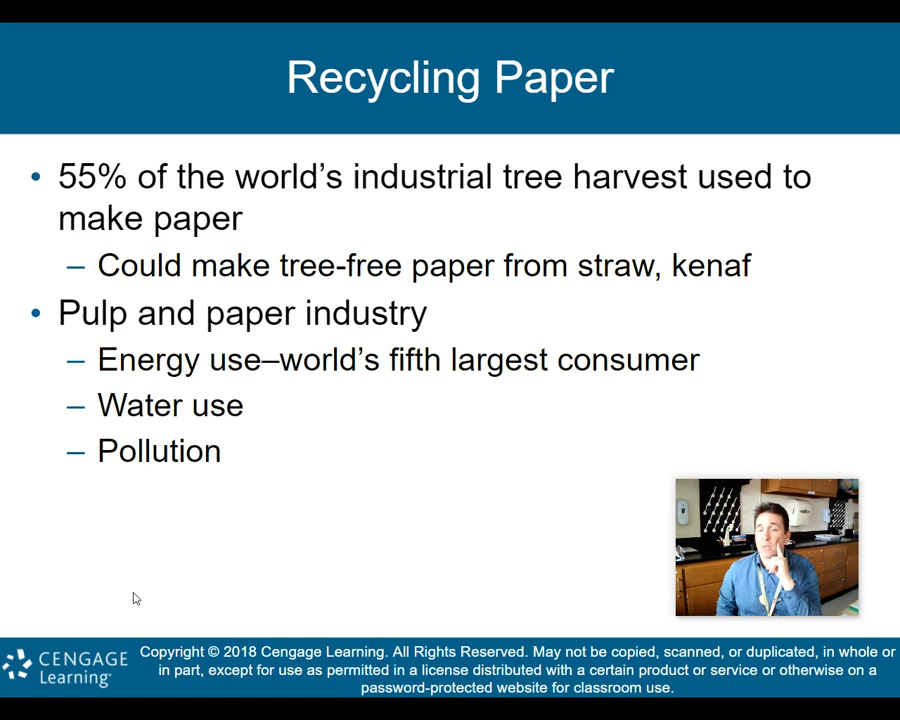 Recycling Paper
• 55% of the world's industrial tree harvest used to
make paper
– Could make tree-free paper from straw, kenaf
• Pulp and paper industry
– Energy use–world's fifth largest consumer
– Water use
– Pollution
CENGAGE
Learning™
Copyright © 2018 Cengage Learning. All Rights Reserved. May not be copied, scanned, or duplicated, in whole or
in part, except for use as permitted in a license distributed with a certain product or service or otherwise on a
password-protected website for classroom use.